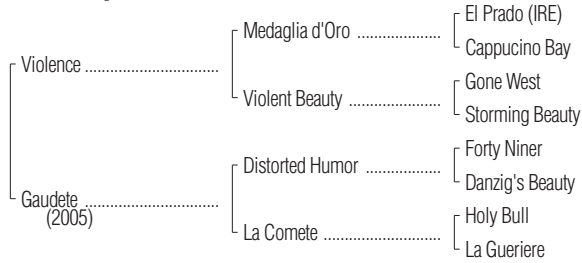 El Prado (IRE)
Medaglia d'Oro ....................
Cappucino Bay
Violence .................................
Gone West
Violent Beauty ......................
Storming Beauty
Forty Niner
Distorted Humor ..................
Danzig's Beauty
Gaudete .................................
(2005)
Holy Bull
La Comete .............................
La Gueriere